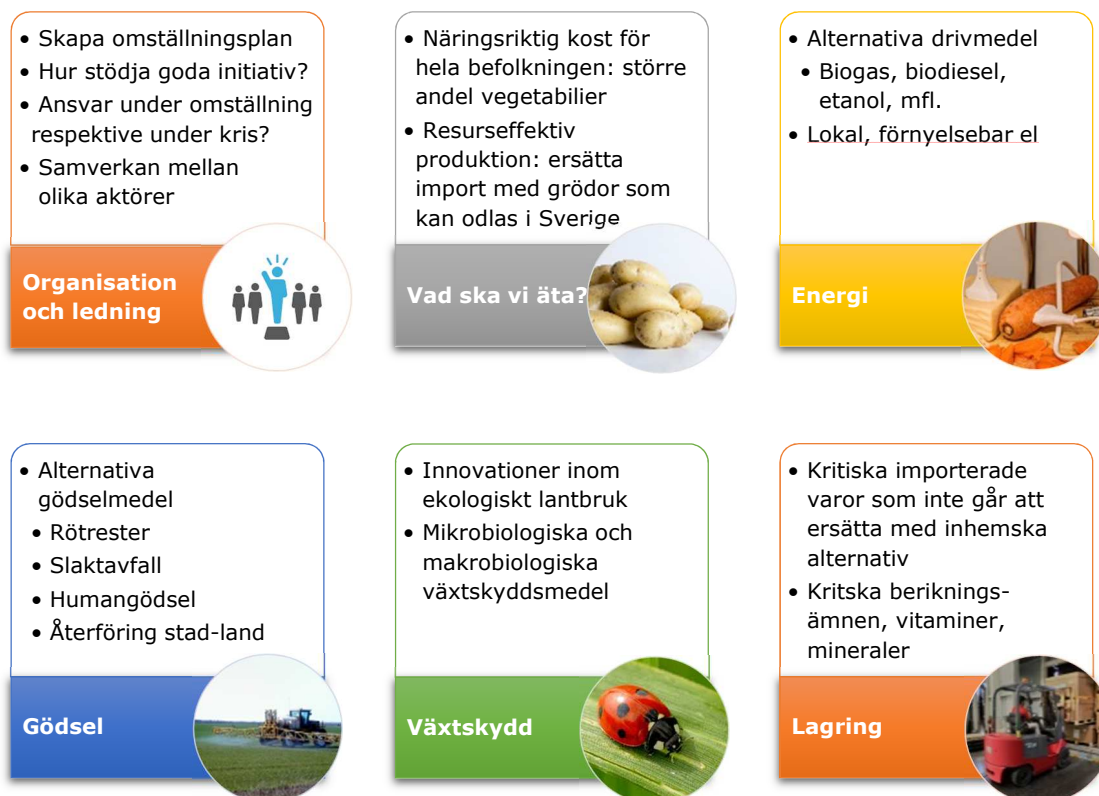 • Skapa omställningsplan
• Hur stödja goda initiativ?
• Ansvar under omställning
respektive under kris?
• Samverkan mellan
olika aktörer
Organisation
och ledning
• Näringsriktig kost för
hela befolkningen: större
andel vegetabilier
• Resurseffektiv
produktion: ersätta
import med grödor som
kan odlas i Sverige
Vad ska vi äta?
• Alternativa drivmedel
• Biogas, biodiesel,
etanol, mfl.
• Lokal, förnyelsebar el
Energi
• Alternativa
gödselmedel
• Rötrester
• Slaktavfall
• Humangödsel
• Återföring stad-land
Gödsel
• Innovationer inom
ekologiskt lantbruk
• Mikrobiologiska och
makrobiologiska
växtskyddsmedel
Växtskydd
• Kritiska importerade
varor som inte går att
ersätta med inhemska
alternativ
• Kritska beriknings-
ämnen, vitaminer,
mineraler
Lagring